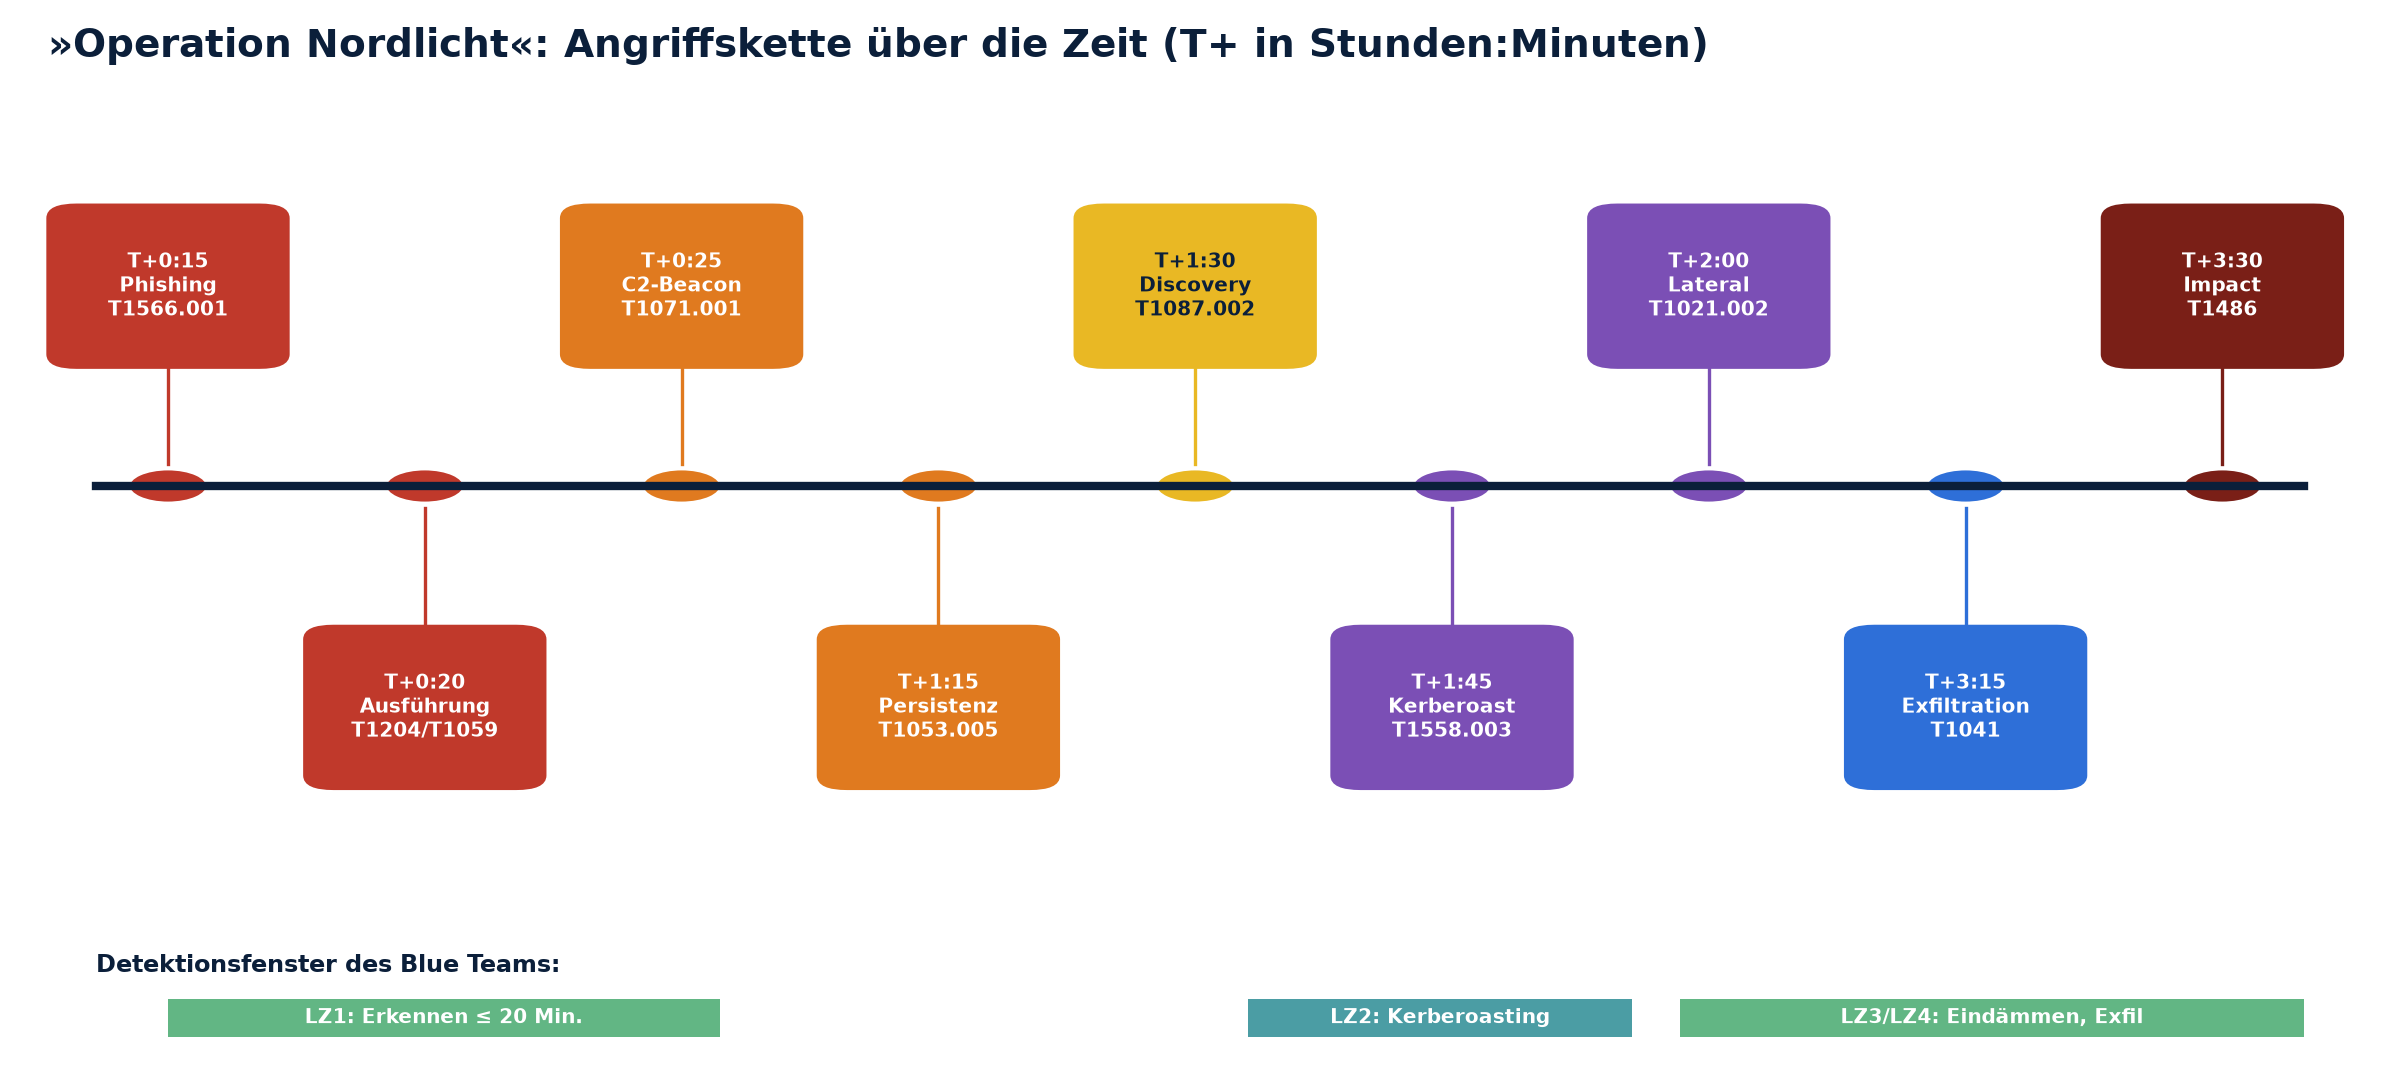 »Operation Nordlicht«: Angriffskette über die Zeit (T+ in Stunden:Minuten)
T+0:15
Phishing
T1566.001
T+0:20
Ausführung
T1204/T1059
T+0:25
C2-Beacon
T1071.001
T+1:15
Persistenz
T1053.005
T+1:30
Discovery
T1087.002
T+1:45
Kerberoast
T1558.003
T+2:00
Lateral
T1021.002
T+3:15
Exfiltration
T1041
T+3:30
Impact
T1486
Detektionsfenster des Blue Teams:
LZ1: Erkennen ≤ 20 Min.
LZ2: Kerberoasting
LZ3/LZ4: Eindämmen, Exfil